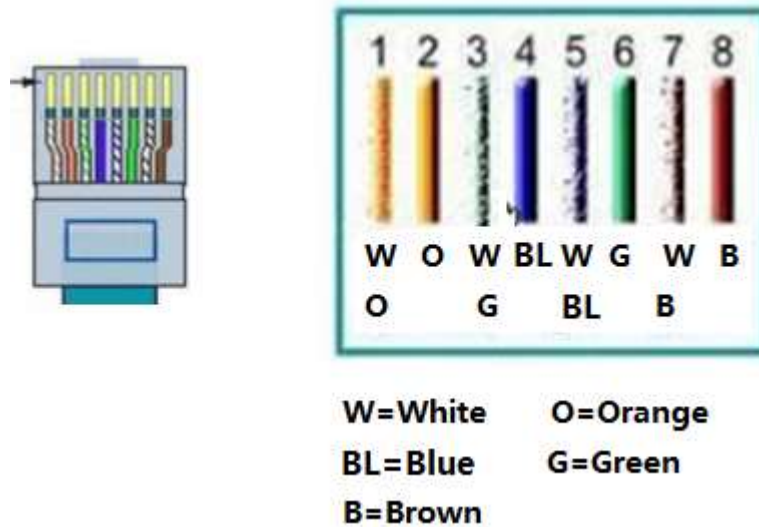 1 2 3 4 5 6 7 8
W O W BL W G W B
O G BL B
W=White O=Orange
BL=Blue G=Green
B=Brown